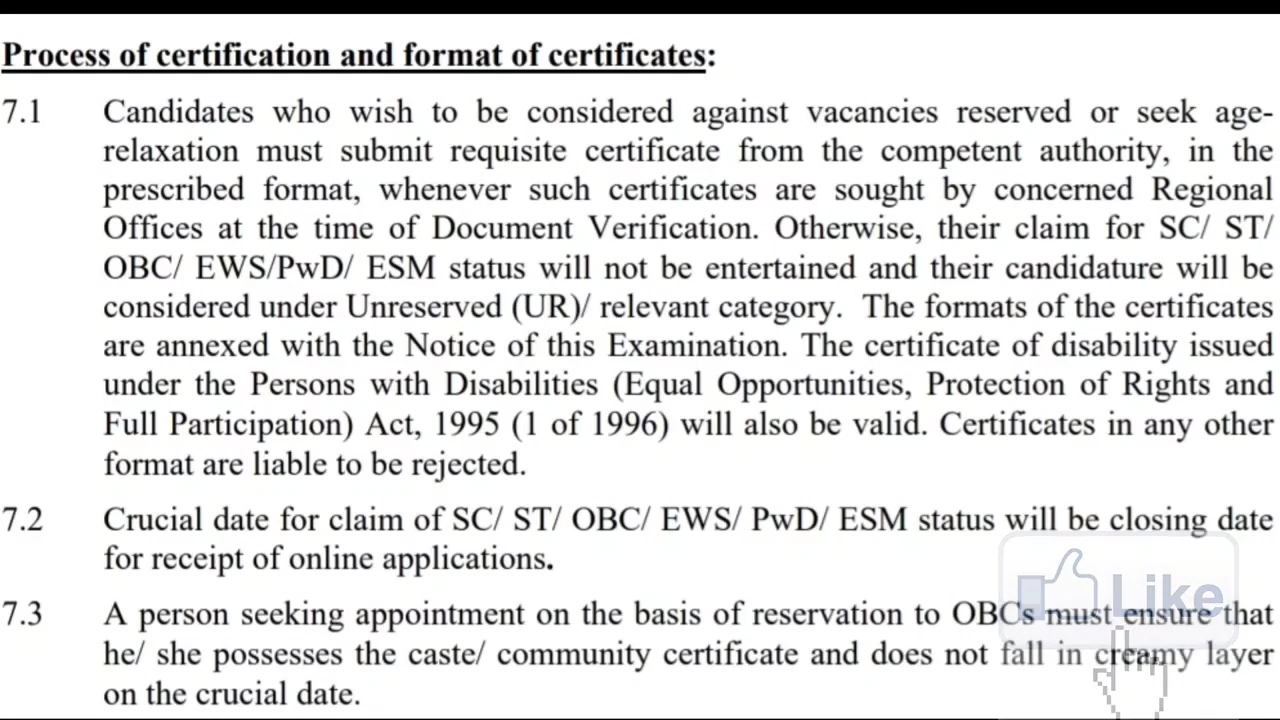 Process of certification and format of certificates:
7.1 Candidates who wish to be considered against vacancies reserved or seek age-
relaxation must submit requisite certificate from the competent authority, in the
prescribed format, whenever such certificates are sought by concerned Regional
Offices at the time of Document Verification. Otherwise, their claim for SC/ ST/
OBC/ EWS/PwD/ ESM status will not be entertained and their candidature will be
considered under Unreserved (UR)/ relevant category. The formats of the certificates
are annexed with the Notice of this Examination. The certificate of disability issued
under the Persons with Disabilities (Equal Opportunities, Protection of Rights and
Full Participation) Act, 1995 (1 of 1996) will also be valid. Certificates in any other
format are liable to be rejected.
7.2 Crucial date for claim of SC/ ST/ OBC/ EWS/ PwD/ ESM status will be closing date
for receipt of online applications.
Like
7.3 A person seeking appointment on the basis of reservation to OBCs must ensure that
he/ she possesses the caste/ community certificate and does not fall in creamy layer
on the crucial date.